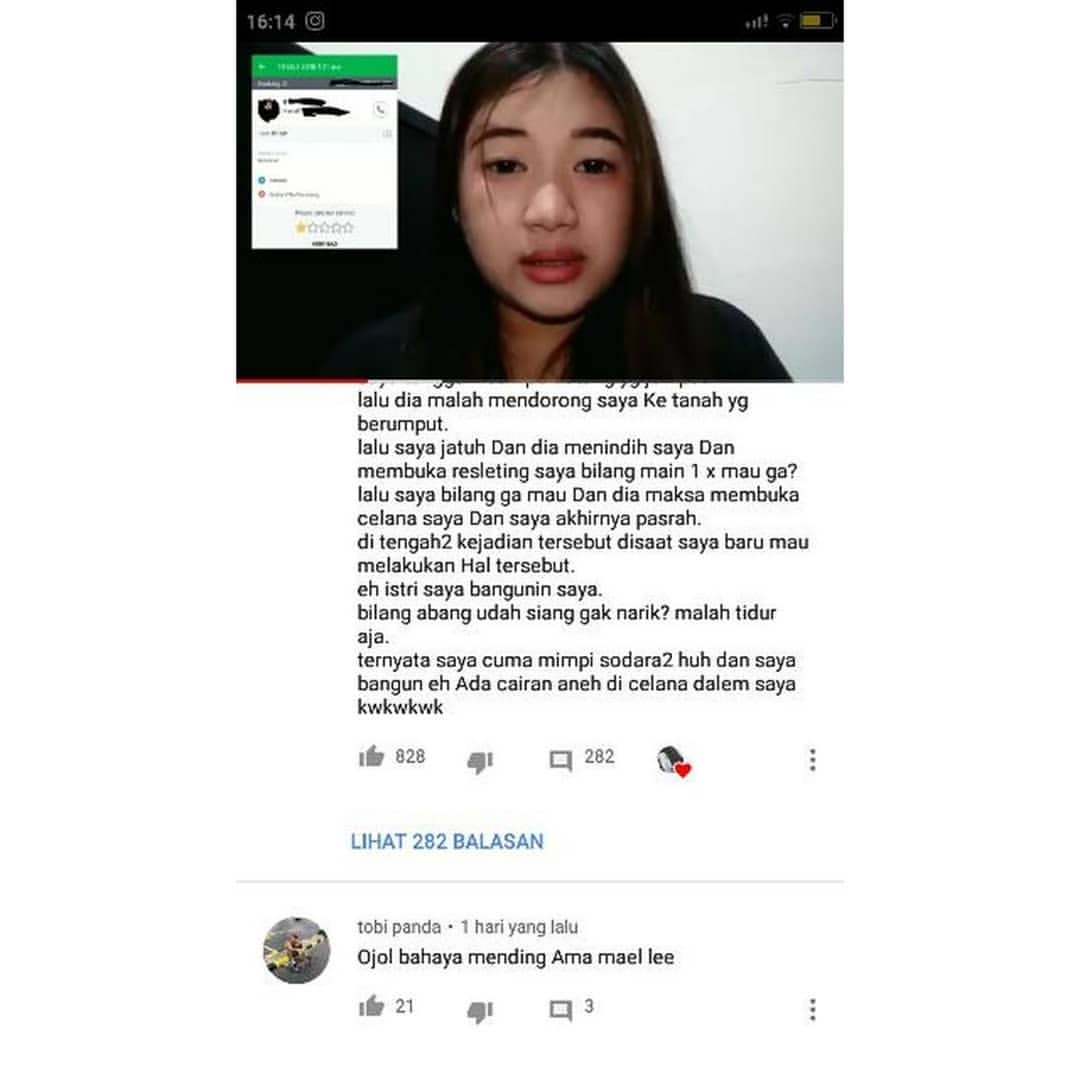 16:14
lalu dia malah mendorong saya Ke tanah yg
berumput.
lalu saya jatuh Dan dia menindih saya Dan
membuka resleting saya bilang main 1 x mau ga?
lalu saya bilang ga mau Dan dia maksa membuka
celana saya Dan saya akhirnya pasrah.
di tengah2 kejadian tersebut disaat saya baru mau
melakukan Hal tersebut.
eh istri saya bangunin saya.
bilang abang udah siang gak narik? malah tidur
aja.
ternyata saya cuma mimpi sodara2 huh dan saya
bangun eh Ada cairan aneh di celana dalem saya
kwkwkwk
828
282
LIHAT 282 BALASAN
tobi panda • 1 hari yang lalu
Ojol bahaya mending Ama mael lee
21
3